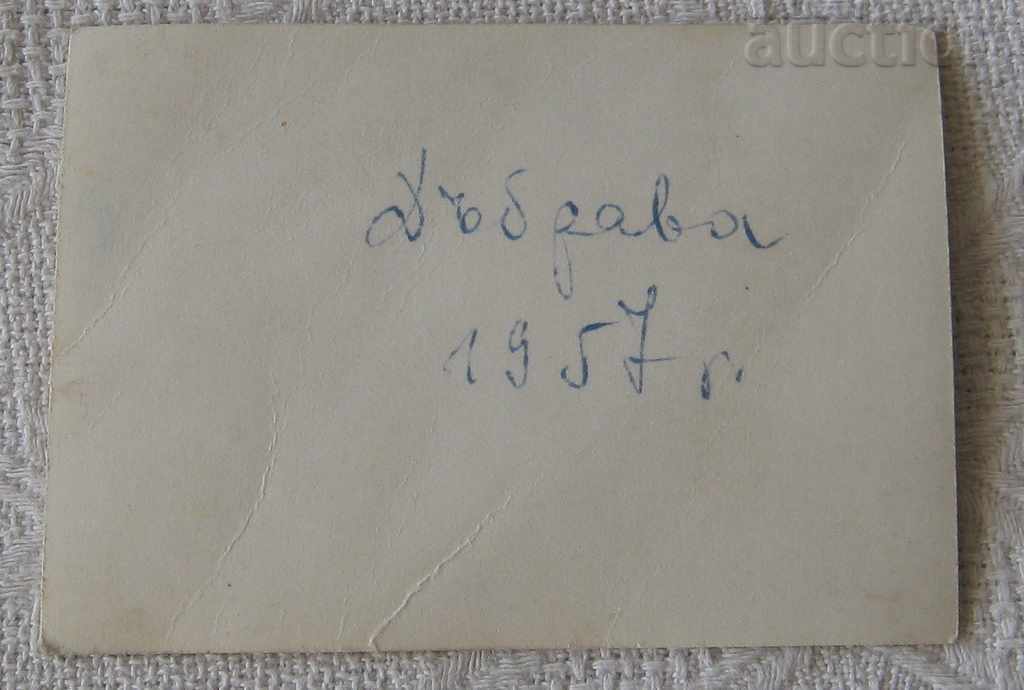 auctio
Дъбрава
1957 г.